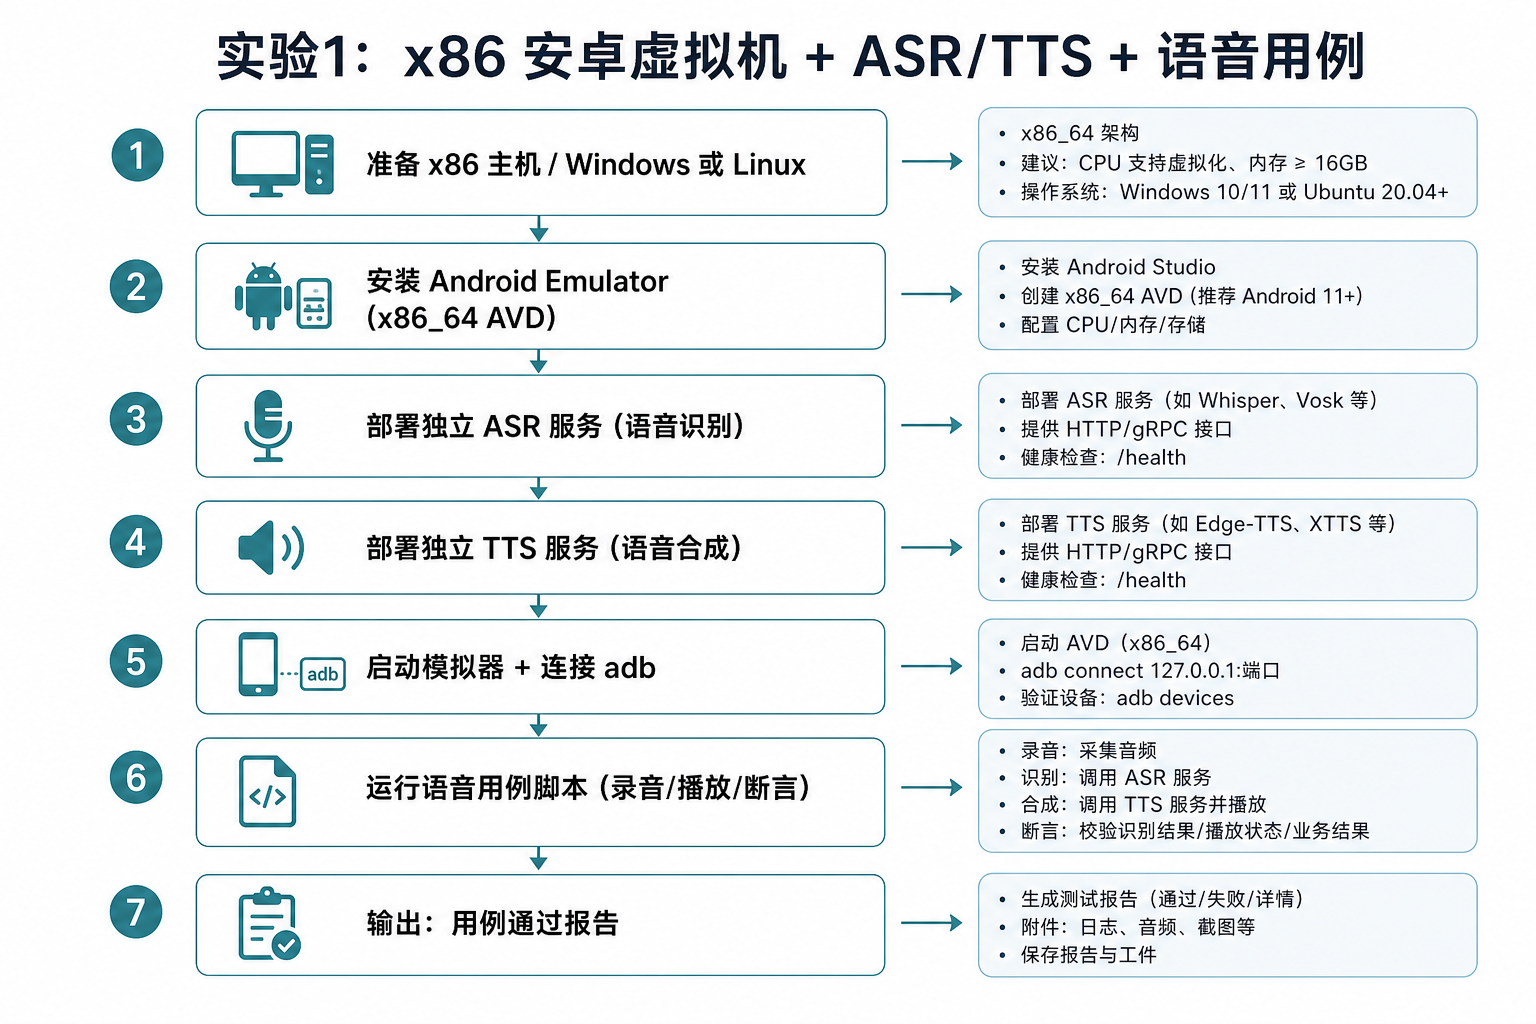 实验1：x86 安卓虚拟机 + ASR/TTS + 语音用例
1
准备 x86 主机 / Windows 或 Linux
• x86_64 架构
• 建议：CPU 支持虚拟化、内存 ≥ 16GB
• 操作系统：Windows 10/11 或 Ubuntu 20.04+
2
安装 Android Emulator
(x86_64 AVD)
• 安装 Android Studio
• 创建 x86_64 AVD (推荐 Android 11+)
• 配置 CPU/内存/存储
3
部署独立 ASR 服务 (语音识别)
• 部署 ASR 服务（如 Whisper、Vosk 等）
• 提供 HTTP/gRPC 接口
• 健康检查：/health
4
部署独立 TTS 服务 (语音合成)
• 部署 TTS 服务（如 Edge-TTS、XTTS 等）
• 提供 HTTP/gRPC 接口
• 健康检查：/health
5
adb
启动模拟器 + 连接 adb
• 启动 AVD（x86_64）
• adb connect 127.0.0.1:端口
• 验证设备：adb devices
6
</>
运行语音用例脚本 (录音/播放/断言)
• 录音：采集音频
• 识别：调用 ASR 服务
• 合成：调用 TTS 服务并播放
• 断言：校验识别结果/播放状态/业务结果
7
输出：用例通过报告
• 生成测试报告（通过/失败/详情）
• 附件：日志、音频、截图等
• 保存报告与工件